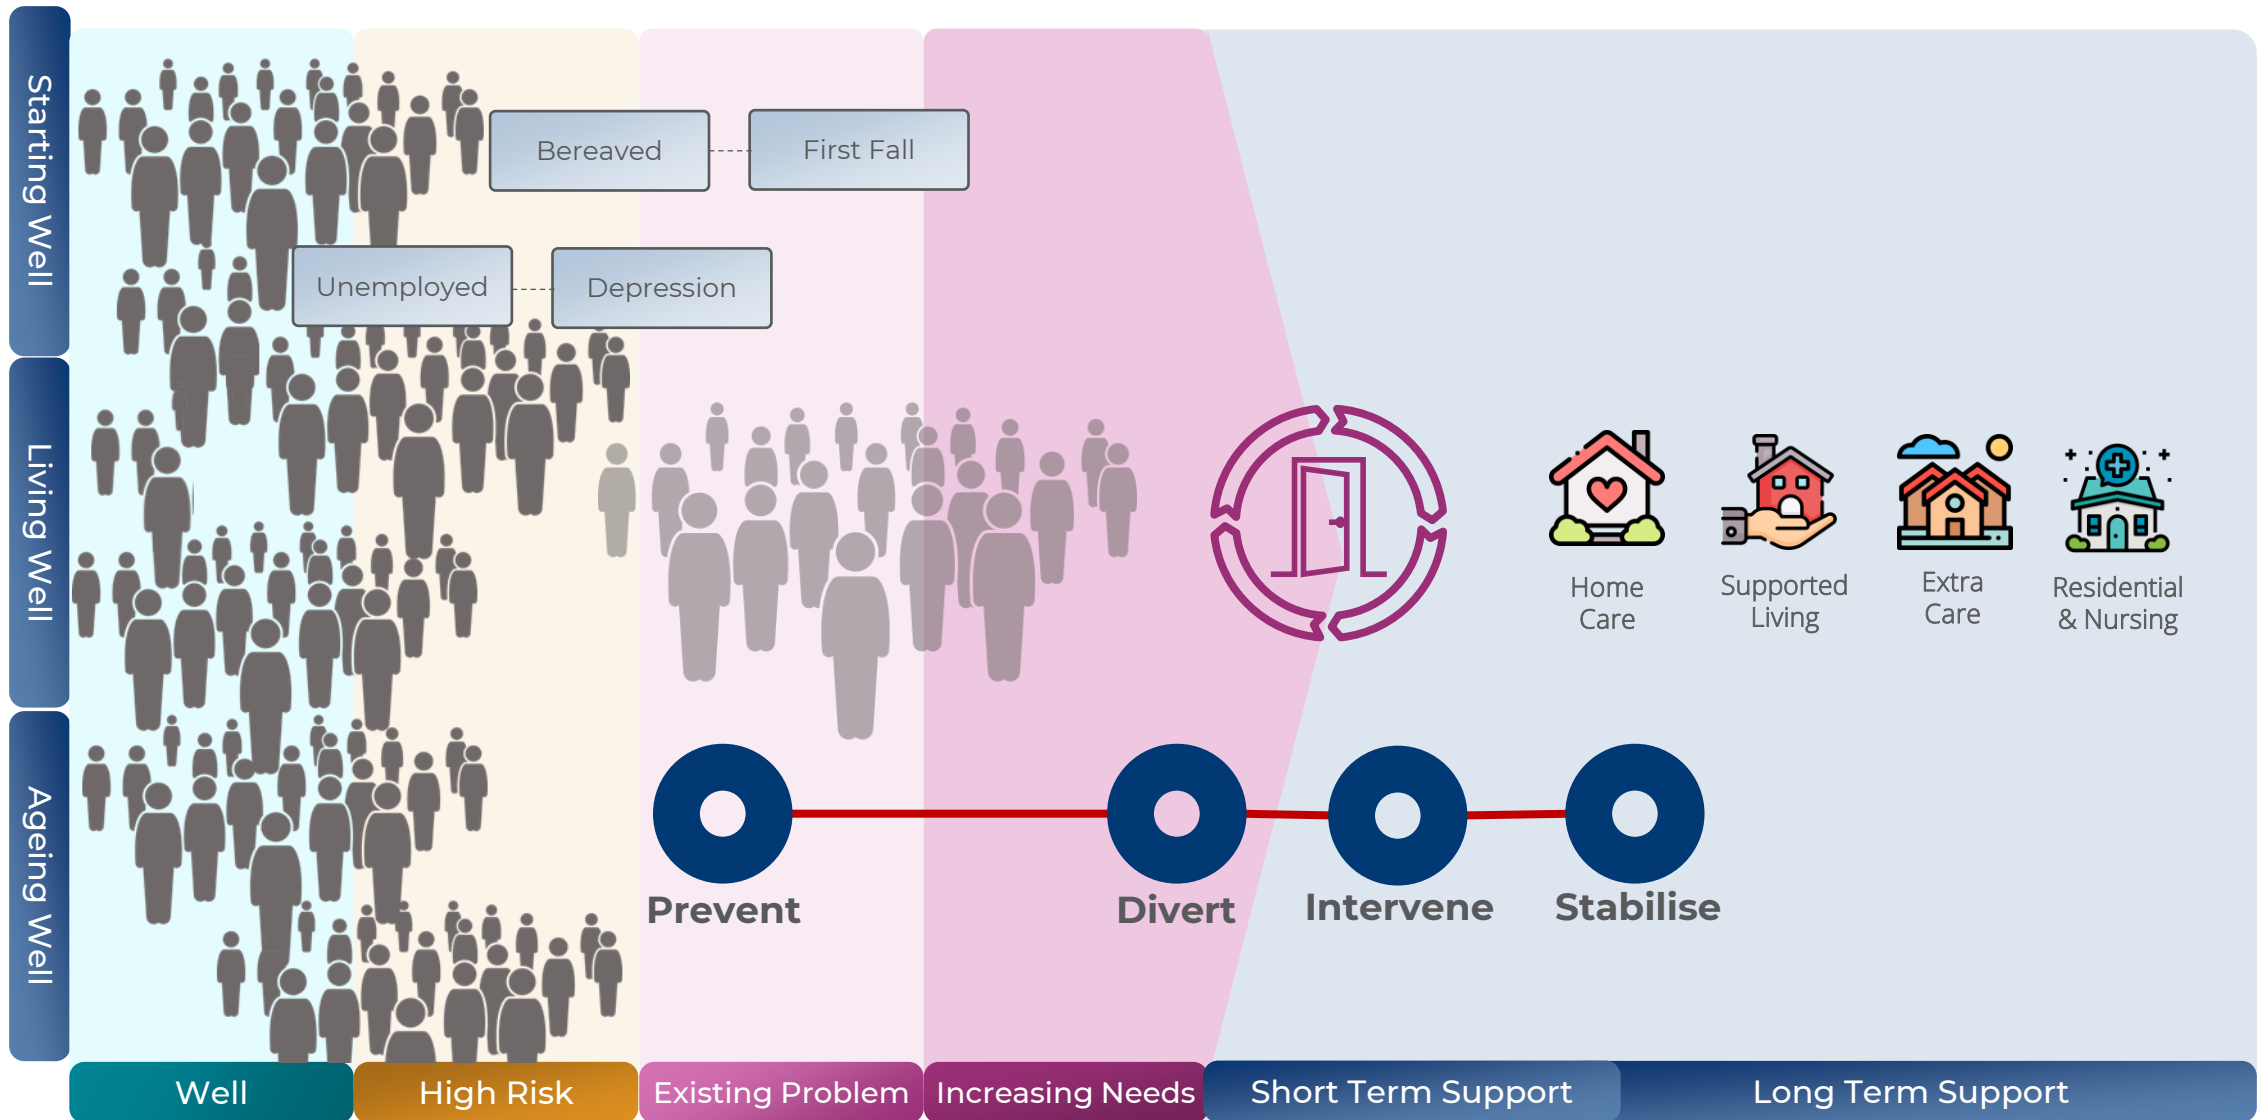 Starting Well
Living Well
Ageing Well
Bereaved
First Fall
Unemployed
Depression
Home
Care
Supported
Living
Extra
Care
Residential
& Nursing
Prevent
Divert
Intervene
Stabilise
Well
High Risk
Existing Problem
Increasing Needs
Short Term Support
Long Term Support